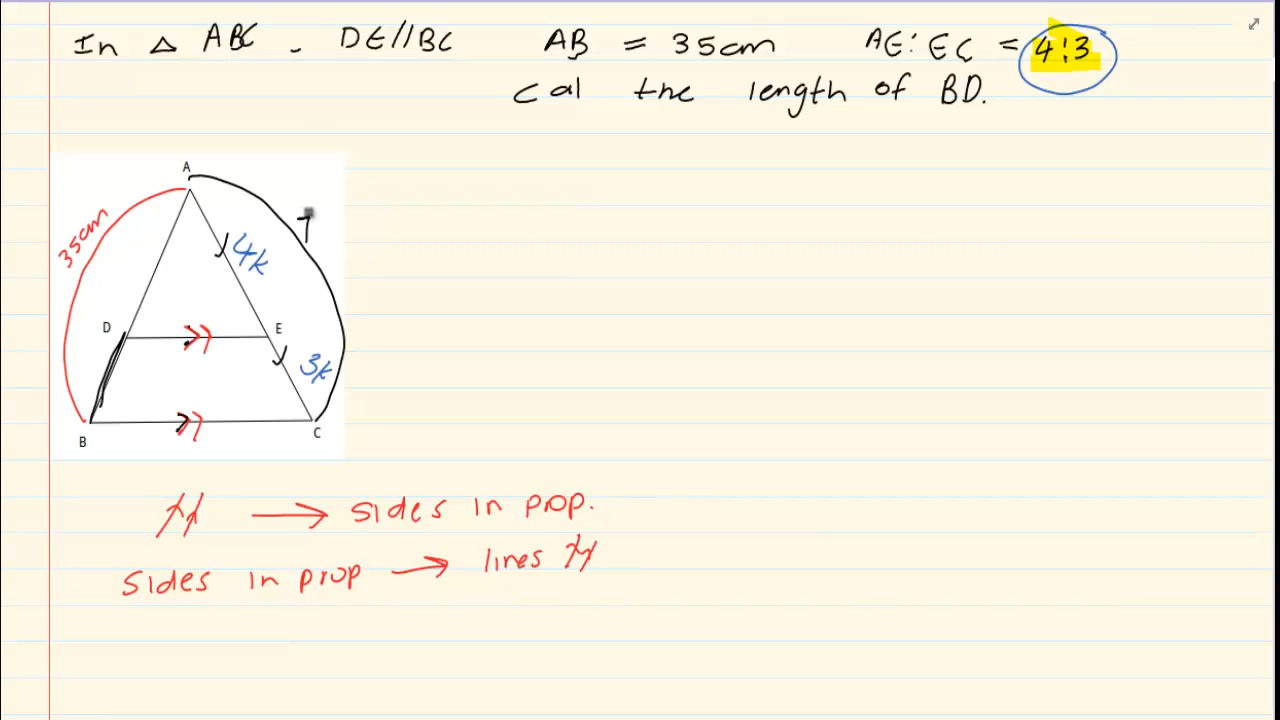 In Δ ABC - DE//BC AB = 35cm AE:EC = 4:3
cal the length of BD.
A
35cm
7
4k
D
E
3k
B
C
// → sides in prop.
sides in prop → lines //